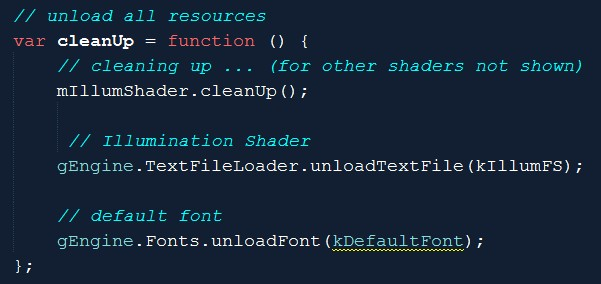 // unload all resources
var cleanUp = function () {
// cleaning up ... (for other shaders not shown)
mIllumShader.cleanUp();
// Illumination Shader
gEngine.TextFileLoader.unloadTextFile(kIllumFS);
// default font
gEngine.Fonts.unloadFont(kDefaultFont);
};